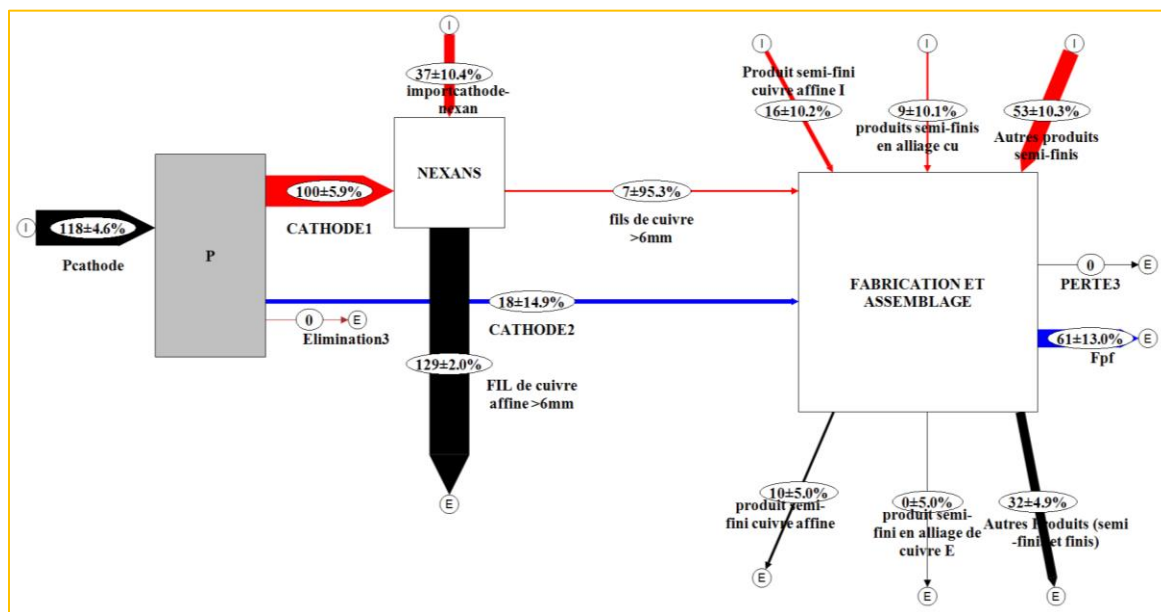 I
I
I
I
37±10.4%
importcathode-
nexan
Produit semi-fini
cuivre affine I
16±10.2%
9±10.1%
produits semi-finis
en alliage cu
53±10.3%
Autres produits
semi-finis
NEXANS
100±5.9%
CATHODE1
7±95.3%
fils de cuivre
>6mm
I
118±4.6%
Pcathode
P
FABRICATION ET
ASSEMBLAGE
0
E
PERTE3
18±14.9%
CATHODE2
0
E
Elimination3
61±13.0%
E
Fpf
129±2.0%
FIL de cuivre
affine >6mm
E
10±5.0%
produit semi-
fini cuivre affine
0±5.0%
produit semi-
fini en alliage de
cuivre E
32±4.9%
Autres Produits (semi
-finis et finis)
E
E
E